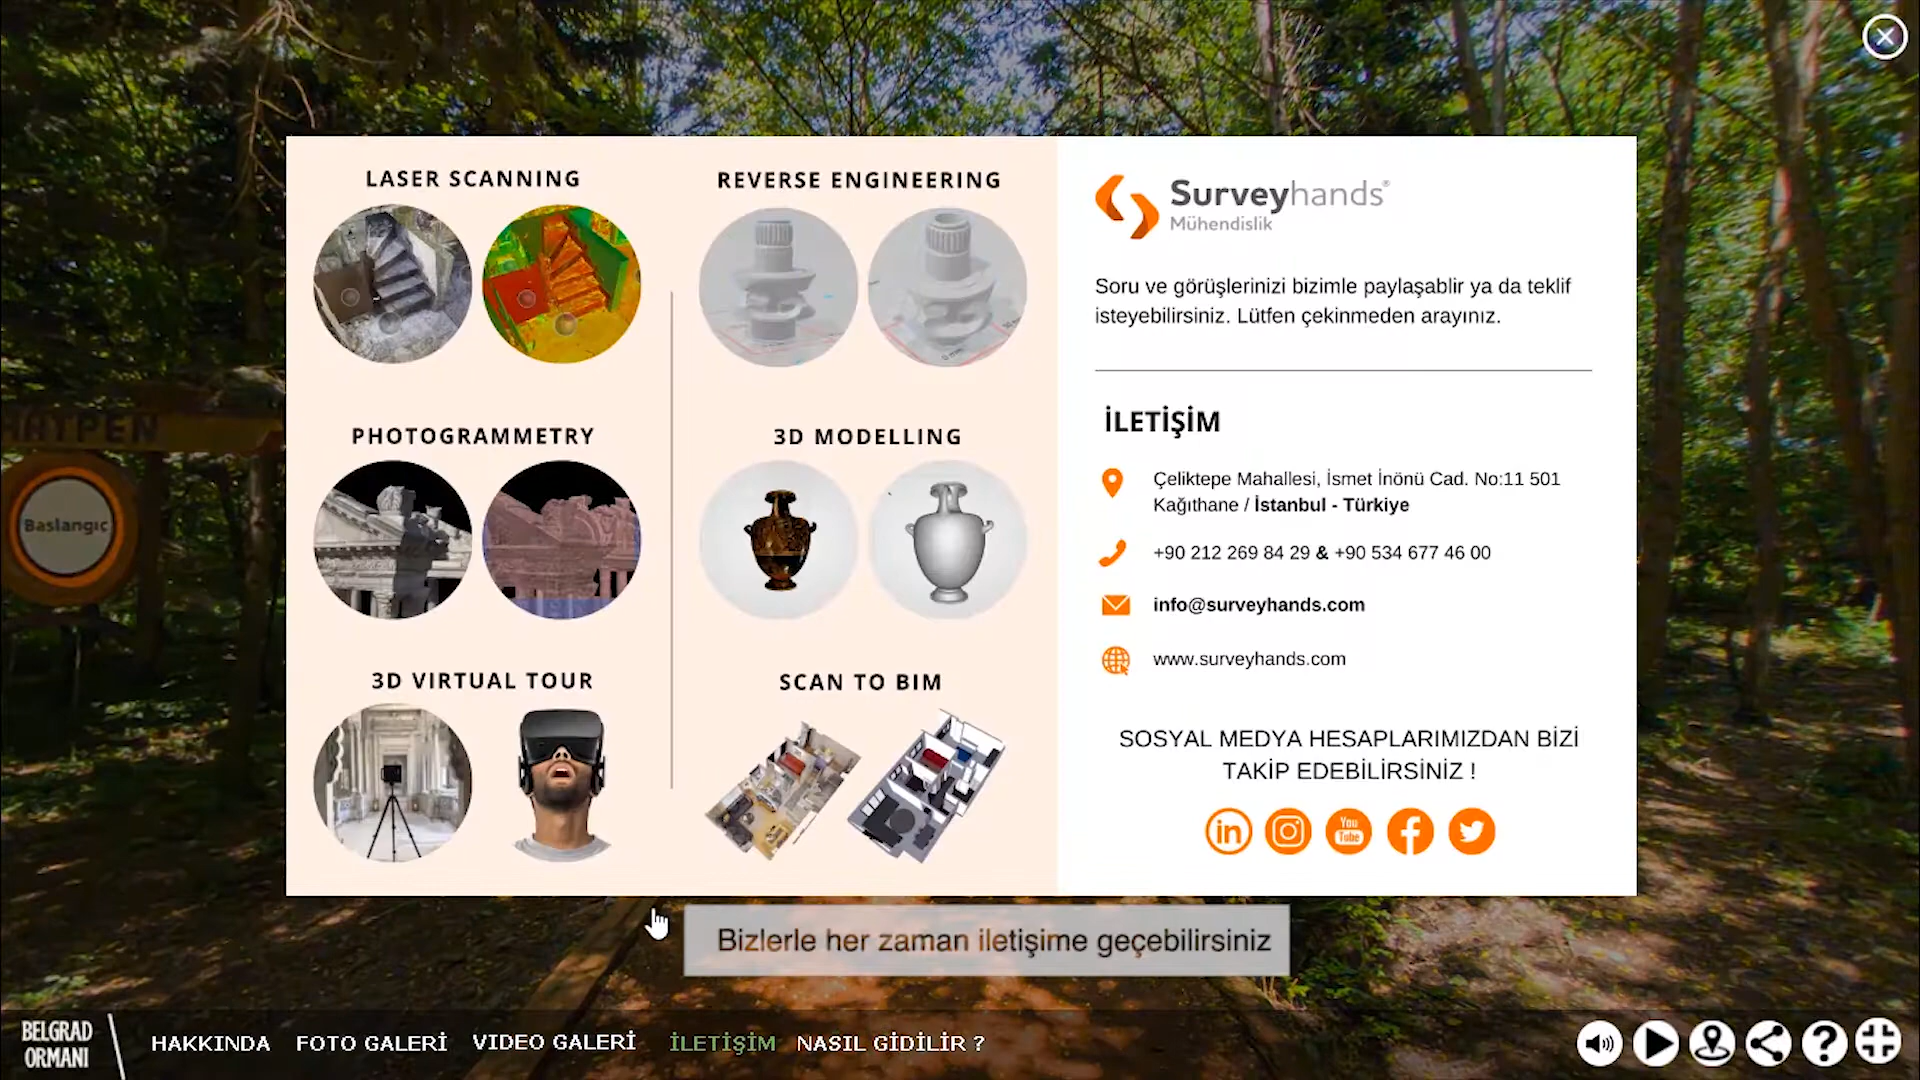 LASER SCANNING
REVERSE ENGINEERING
PHOTOGRAMMETRY
3D MODELLING
3D VIRTUAL TOUR
SCAN TO BIM
Surveyhands®
Mühendislik
Soru ve görüşlerinizi bizimle paylaşablir ya da teklif
isteyebilirsiniz. Lütfen çekinmeden arayınız.
İLETİŞİM
Çeliktepe Mahallesi, İsmet İnönü Cad. No:11 501
Kağıthane / İstanbul - Türkiye
+90 212 269 84 29 & +90 534 677 46 00
info@surveyhands.com
www.surveyhands.com
SOSYAL MEDYA HESAPLARIMIZDAN BİZİ
TAKİP EDEBİLİRSİNİZ !
in
You
Tube
Baslangıc
Bizlerle her zaman iletişime geçebilirsiniz
BELGRAD
ORMANI
HAKKINDA FOTO GALERİ VIDEO GALERİ İLETİŞİM NASIL GİDİLİR ?